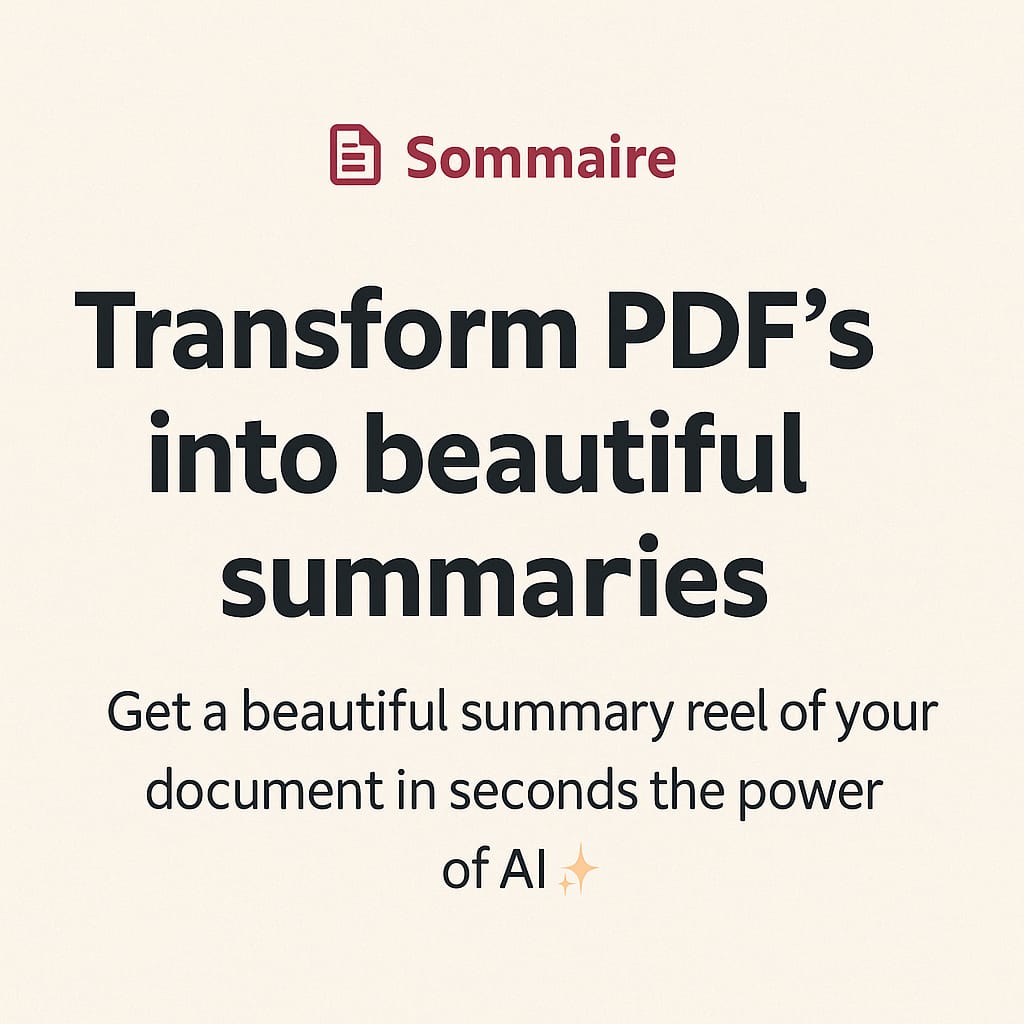 Sommaire
Transform PDF’s
into beautiful
summaries
Get a beautiful summary reel of your
document in seconds the power
of AI✨